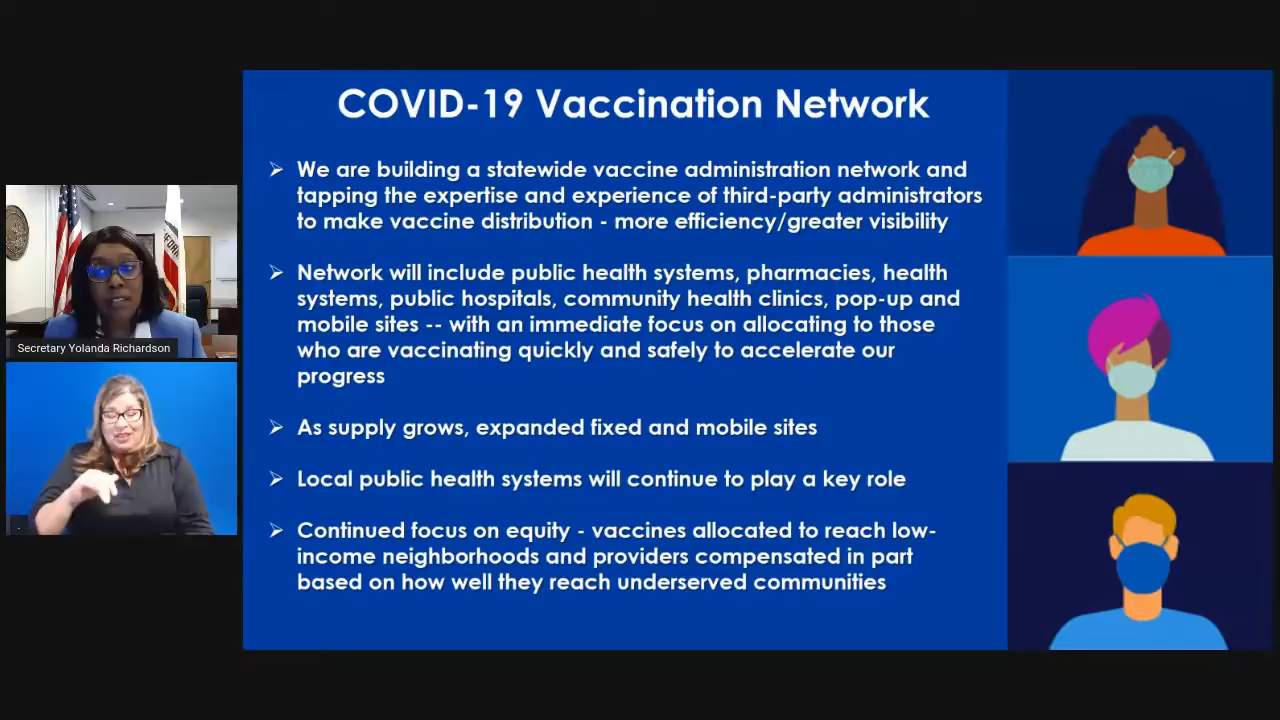 COVID-19 Vaccination Network
➢ We are building a statewide vaccine administration network and
tapping the expertise and experience of third-party administrators
to make vaccine distribution - more efficiency/greater visibility
➢ Network will include public health systems, pharmacies, health
systems, public hospitals, community health clinics, pop-up and
mobile sites -- with an immediate focus on allocating to those
who are vaccinating quickly and safely to accelerate our
progress
➢ As supply grows, expanded fixed and mobile sites
➢ Local public health systems will continue to play a key role
➢ Continued focus on equity - vaccines allocated to reach low-
income neighborhoods and providers compensated in part
based on how well they reach underserved communities
Secretary Yolanda Richardson